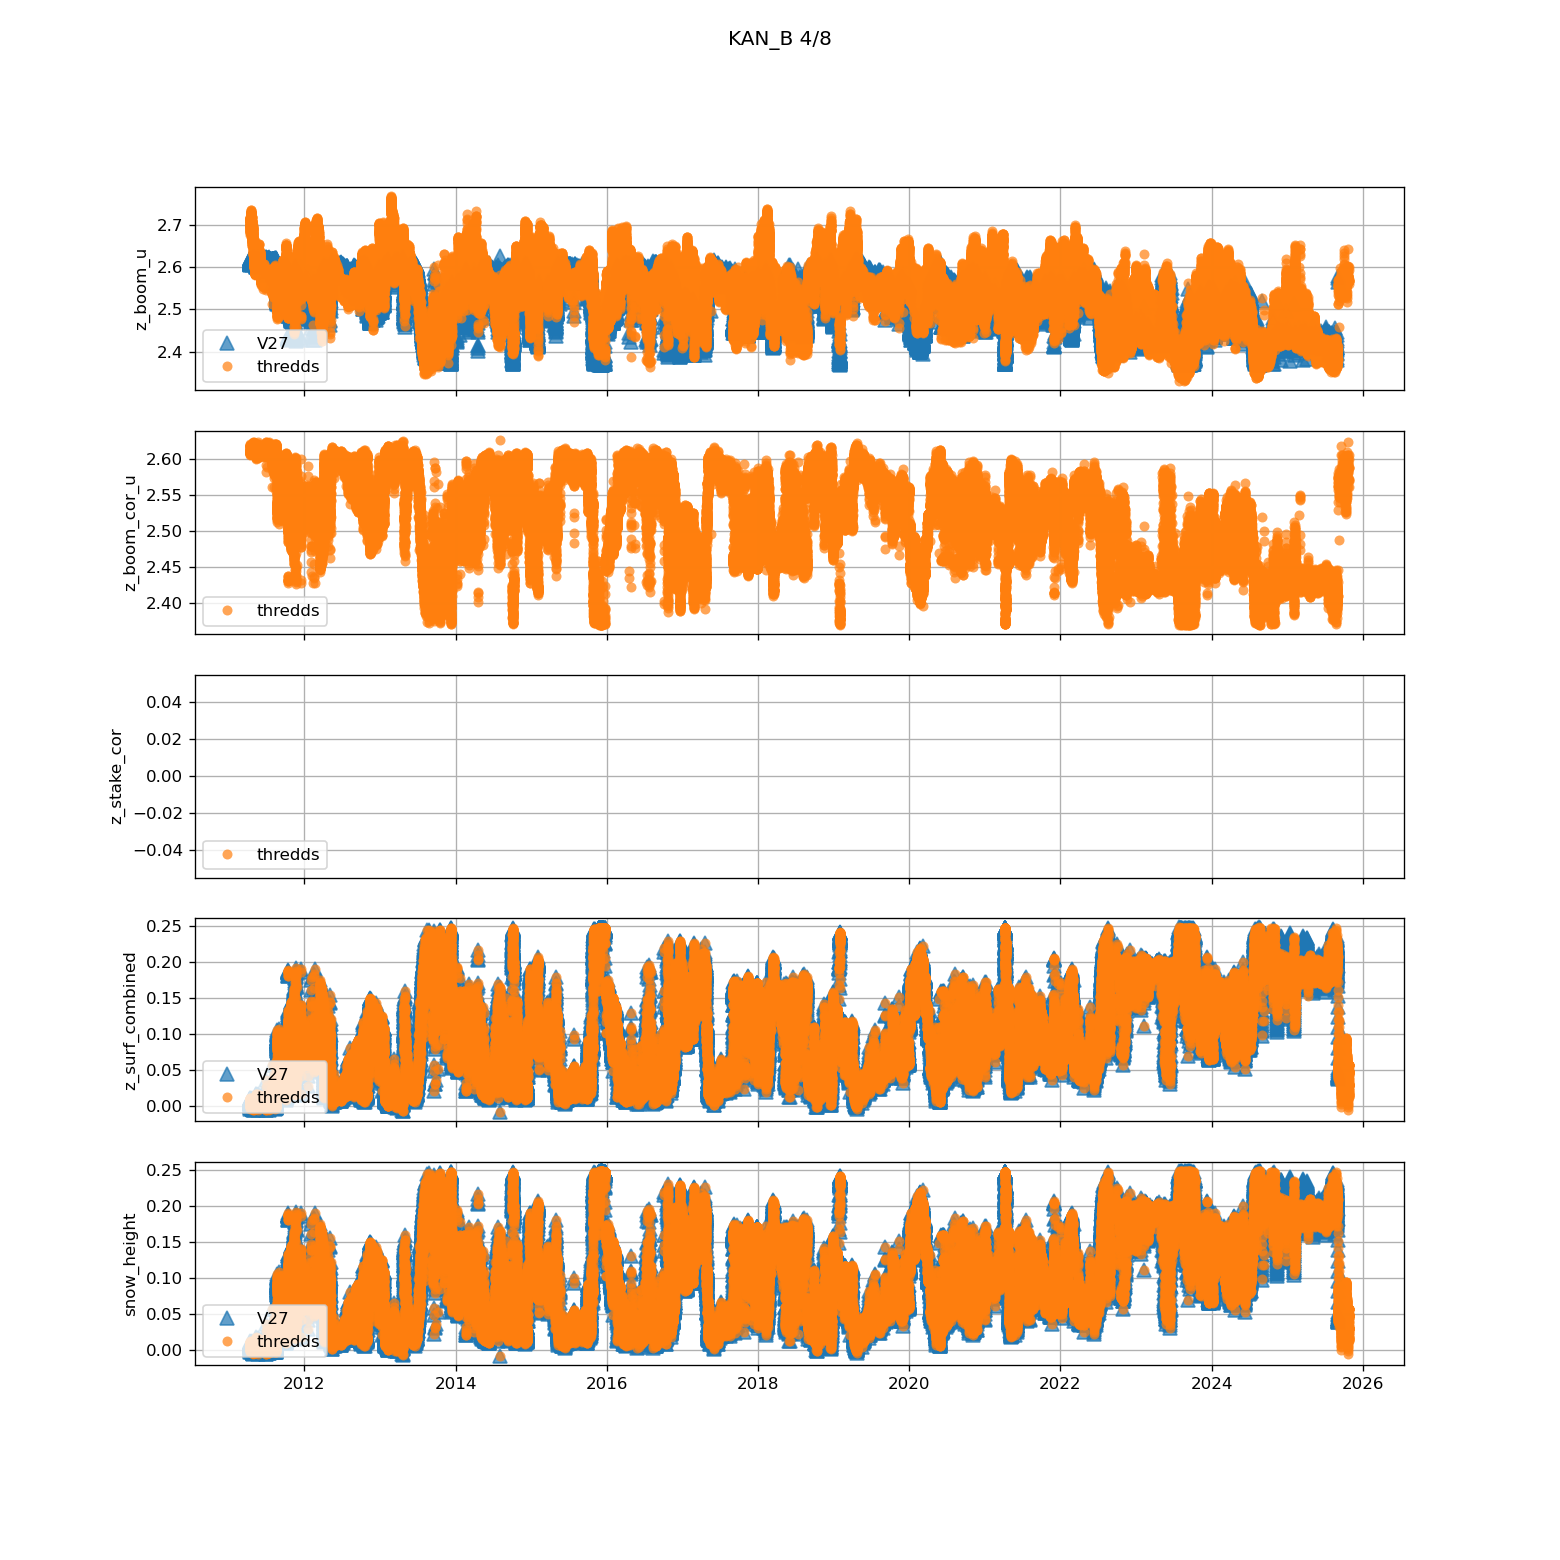 KAN_B 4/8
z_boom_u
2.7
2.6
2.5
2.4
V27
thredds
z_boom_cor_u
2.60
2.55
2.50
2.45
2.40
thredds
z_stake_cor
0.04
0.02
0.00
−0.02
−0.04
thredds
z_surf_combined
0.25
0.20
0.15
0.10
0.05
0.00
V27
thredds
snow_height
0.25
0.20
0.15
0.10
0.05
0.00
V27
thredds
2012 2014 2016 2018 2020 2022 2024 2026